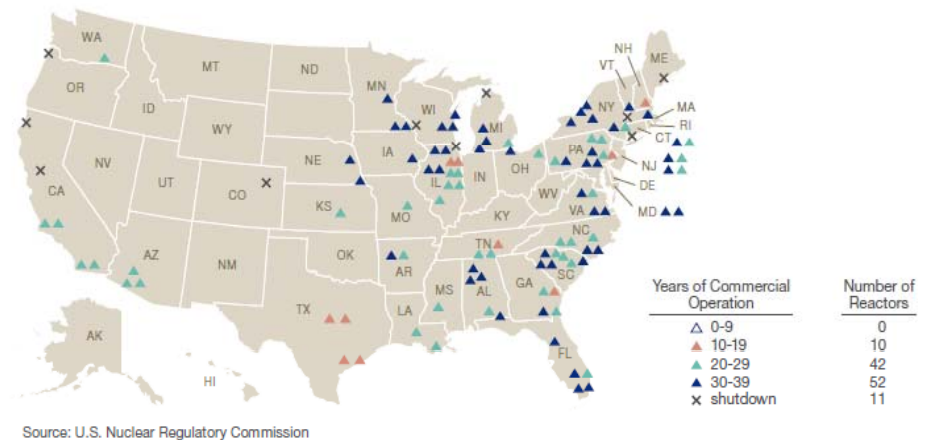 WA
MT
ND
MN
OR
ID
WY
WI
MI
NH
VT
ME
NY
MA
RI
CT
NV
UT
CA
CO
NE
IA
IL
IN
OH
PA
NJ
DE
MD
WV
VA
KS
MO
KY
NC
TN
SC
AZ
NM
OK
AR
MS
AL
GA
TX
LA
FL
AK
HI
Years of Commercial Operation Number of Reactors
0-9 0
10-19 10
20-29 42
30-39 52
shutdown 11
Source: U.S. Nuclear Regulatory Commission